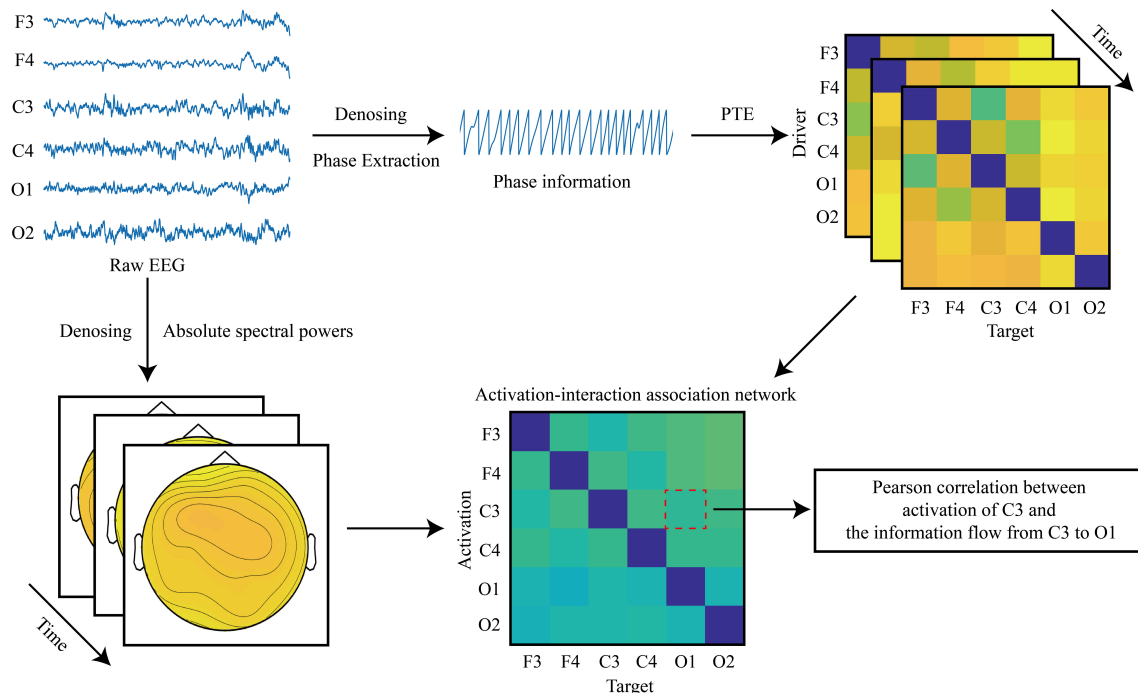 F3
F4
C3
C4
O1
O2
Raw EEG
Denosing
Phase Extraction
Phase information
PTE
Time
Driver
F3
F4
C3
C4
O1
O2
F3 F4 C3 C4 O1 O2
Target
Denosing
Absolute spectral powers
Time
Activation-interaction association network
Activation
F3
F4
C3
C4
O1
O2
F3 F4 C3 C4 O1 O2
Target
Pearson correlation between
activation of C3 and
the information flow from C3 to O1